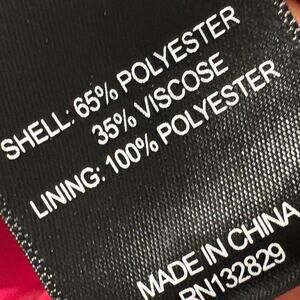 SHELL: 65% POLYESTER
35% VISCOSE
LINING: 100% POLYESTER
MADE IN CHINA
RN132829